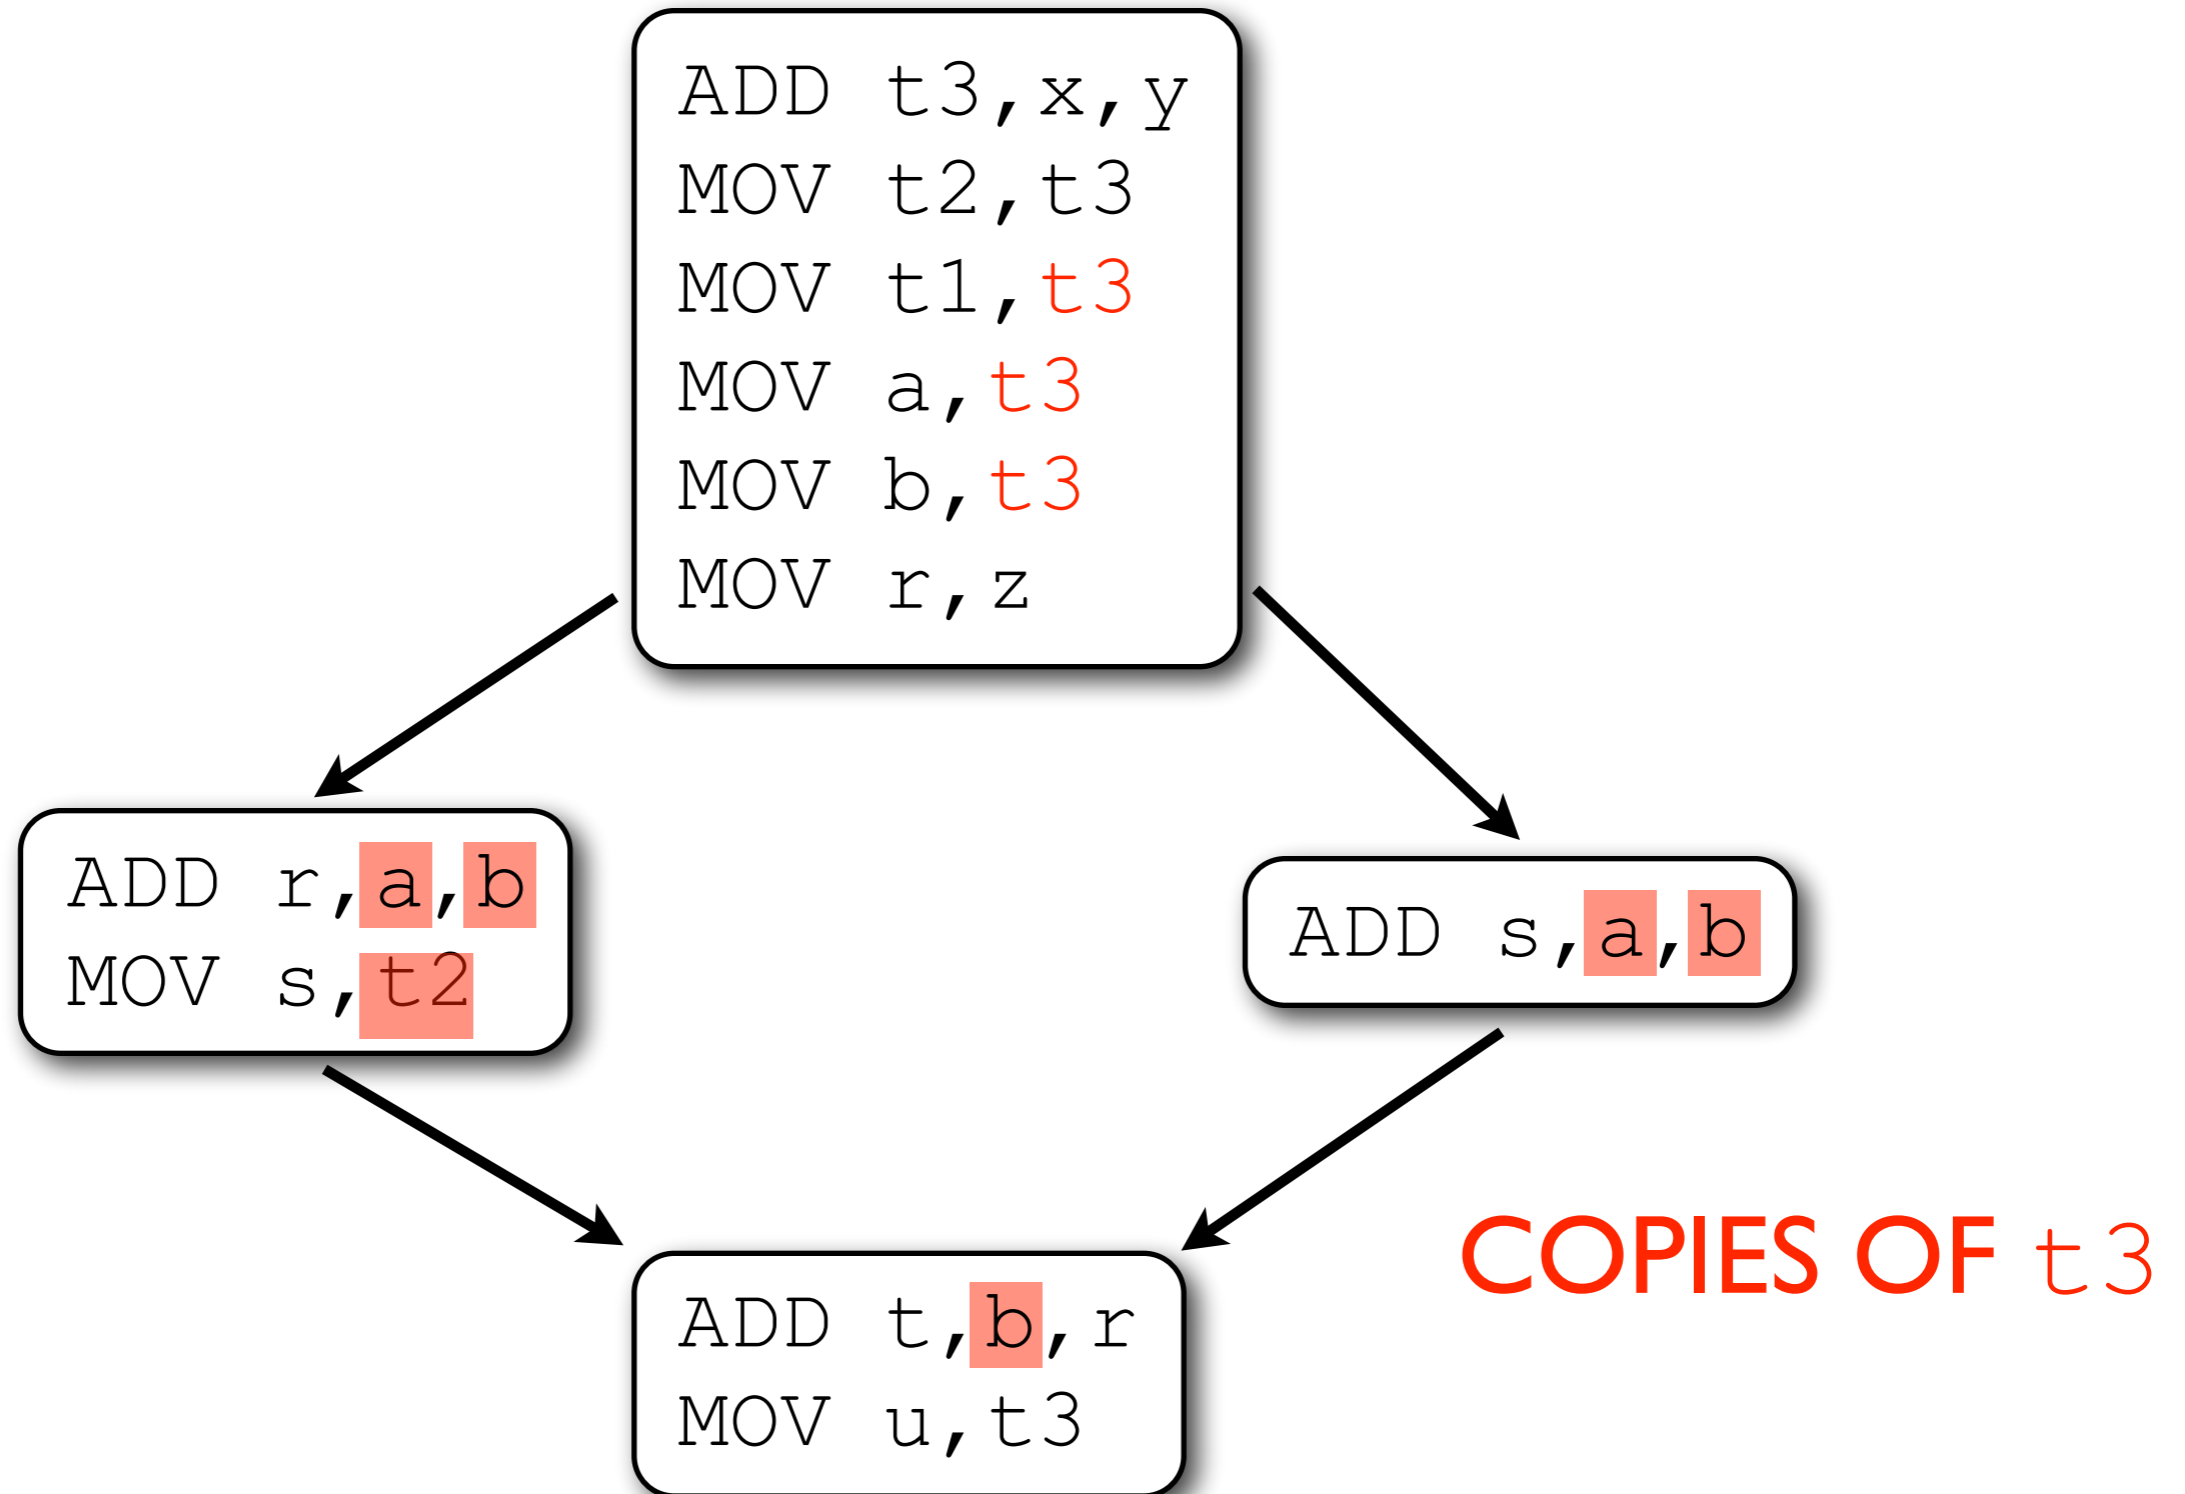 ADD t3,x,y
MOV t2,t3
MOV t1,t3
MOV a,t3
MOV b,t3
MOV r,z
ADD r,a,b
MOV s,t2
ADD s,a,b
COPIES OF t3
ADD t,b,r
MOV u,t3